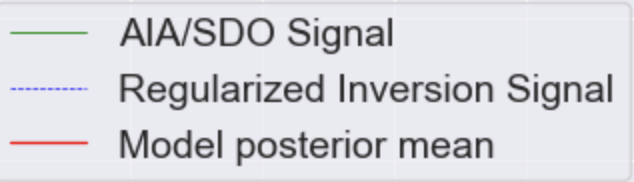 AIA/SDO Signal
Regularized Inversion Signal
Model posterior mean